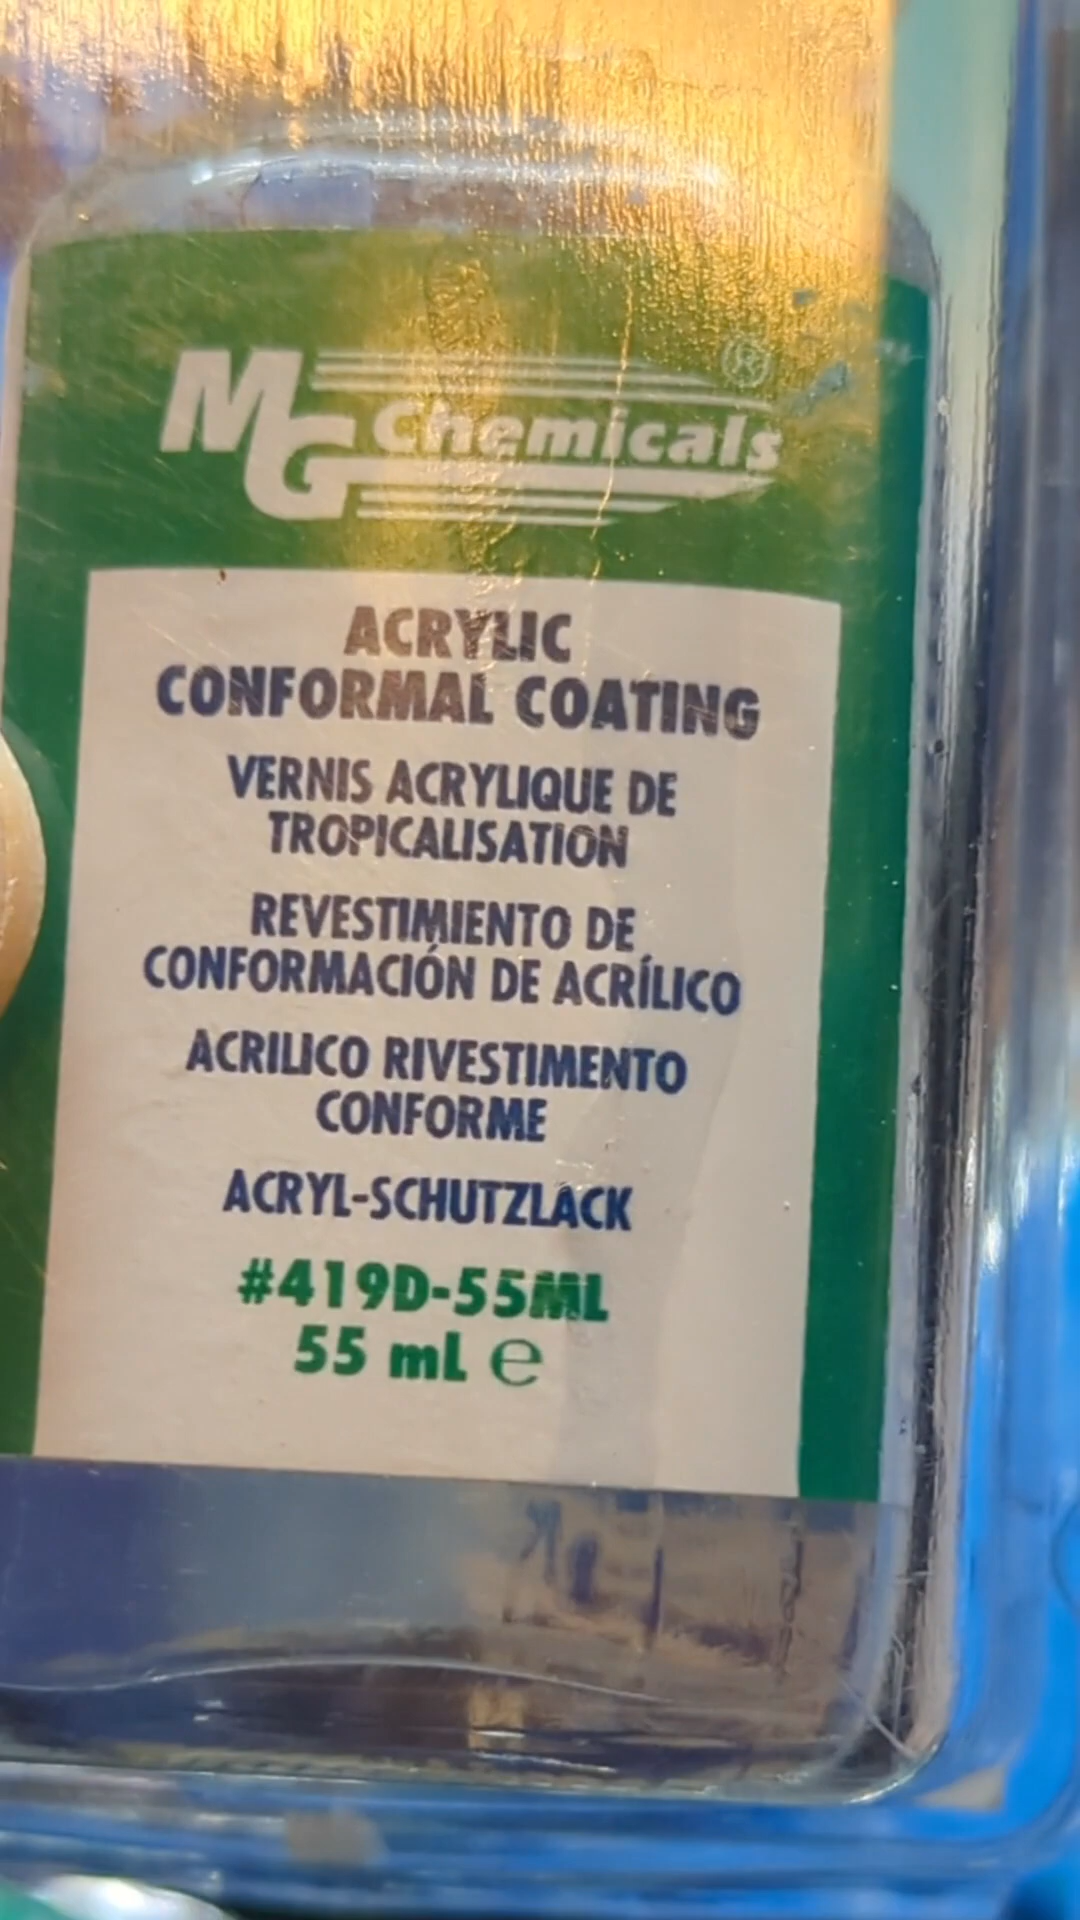 MG Chemicals ®
ACRYLIC
CONFORMAL COATING
VERNIS ACRYLIQUE DE
TROPICALISATION
REVESTIMIENTO DE
CONFORMACIÓN DE ACRÍLICO
ACRILICO RIVESTIMENTO
CONFORME
ACRYL-SCHUTZLACK
#419D-55ML
55 mL ℮